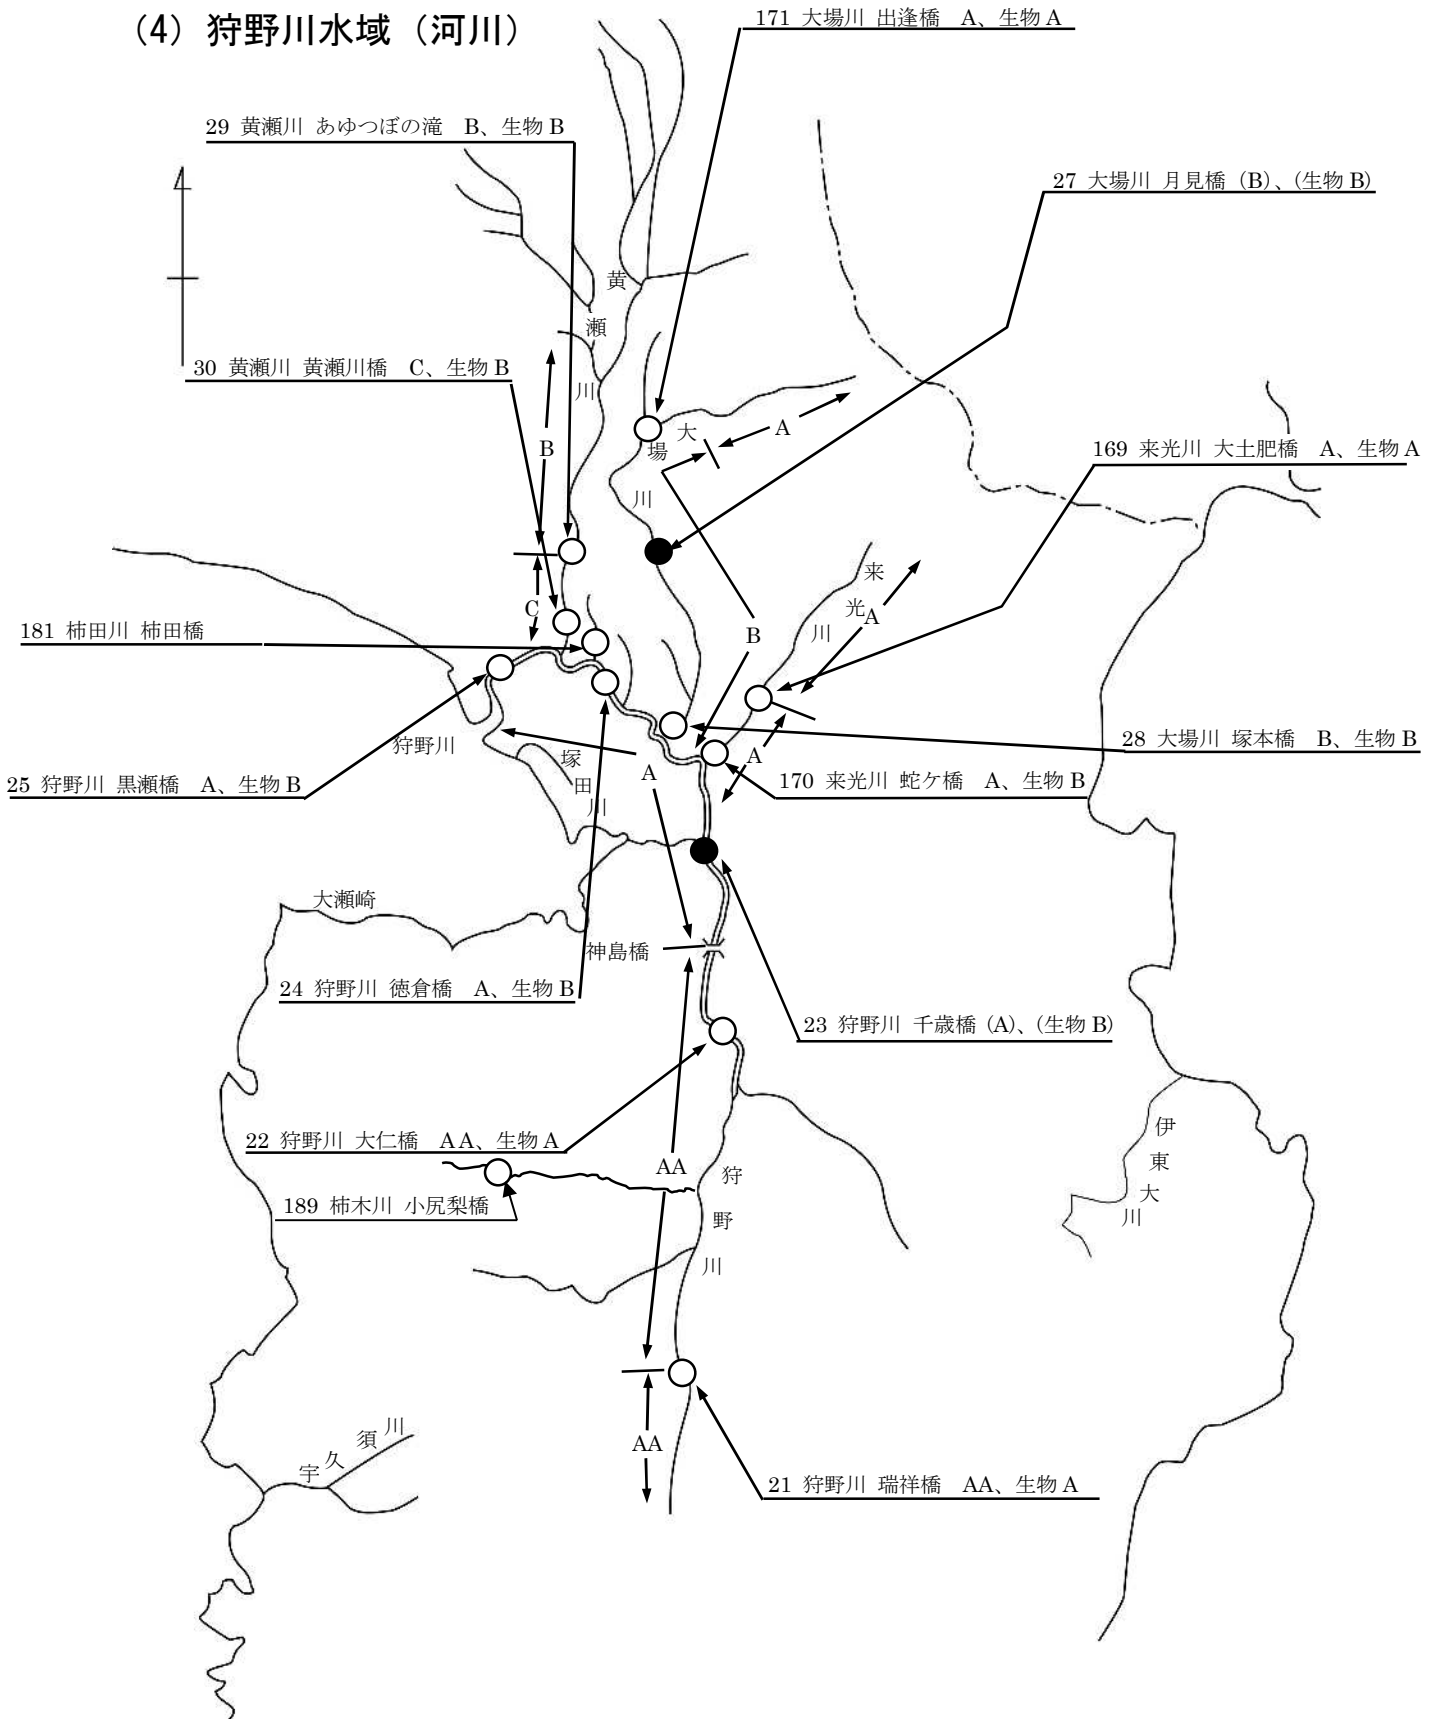 (4) 狩野川水域（河川）
171 大場川 出逢橋　A、生物 A
29 黄瀬川 あゆつぼの滝　B、生物 B
27 大場川 月見橋 (B)、(生物 B)
黄瀬川
30 黄瀬川 黄瀬川橋　C、生物 B
大場川
A
B
169 来光川 大土肥橋　A、生物 A
来光川
A
C
181 柿田川 柿田橋
B
狩野川
塚田川
A
A
28 大場川 塚本橋　B、生物 B
25 狩野川 黒瀬橋　A、生物 B
170 来光川 蛇ケ橋　A、生物 B
大瀬崎
神島橋
24 狩野川 徳倉橋　A、生物 B
23 狩野川 千歳橋 (A)、(生物 B)
22 狩野川 大仁橋　AA、生物 A
伊東大川
AA
狩野川
189 柿木川 小尻梨橋
宇久須川
AA
21 狩野川 瑞祥橋　AA、生物 A